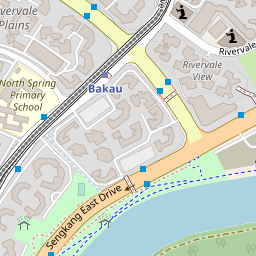 Rivervale
Plains
Rivervale
Rivervale
View
North Spring
Primary
School
Bakau
Sengkang East Drive